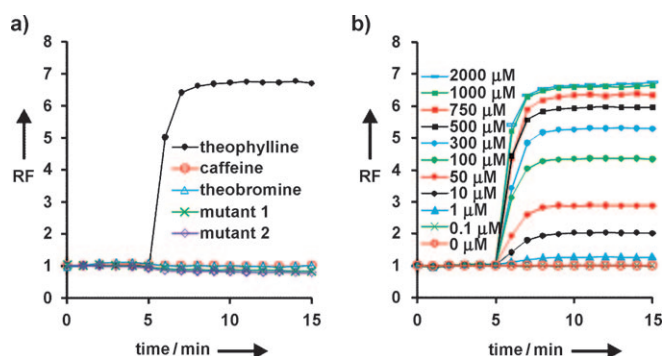 a)
8
7
6
5
4
3
2
1
0
RF
theophylline
caffeine
theobromine
mutant 1
mutant 2
0 5 10 15
time / min
b)
8
7
6
5
4
3
2
1
0
RF
2000 µM
1000 µM
750 µM
500 µM
300 µM
100 µM
50 µM
10 µM
1 µM
0.1 µM
0 µM
0 5 10 15
time / min